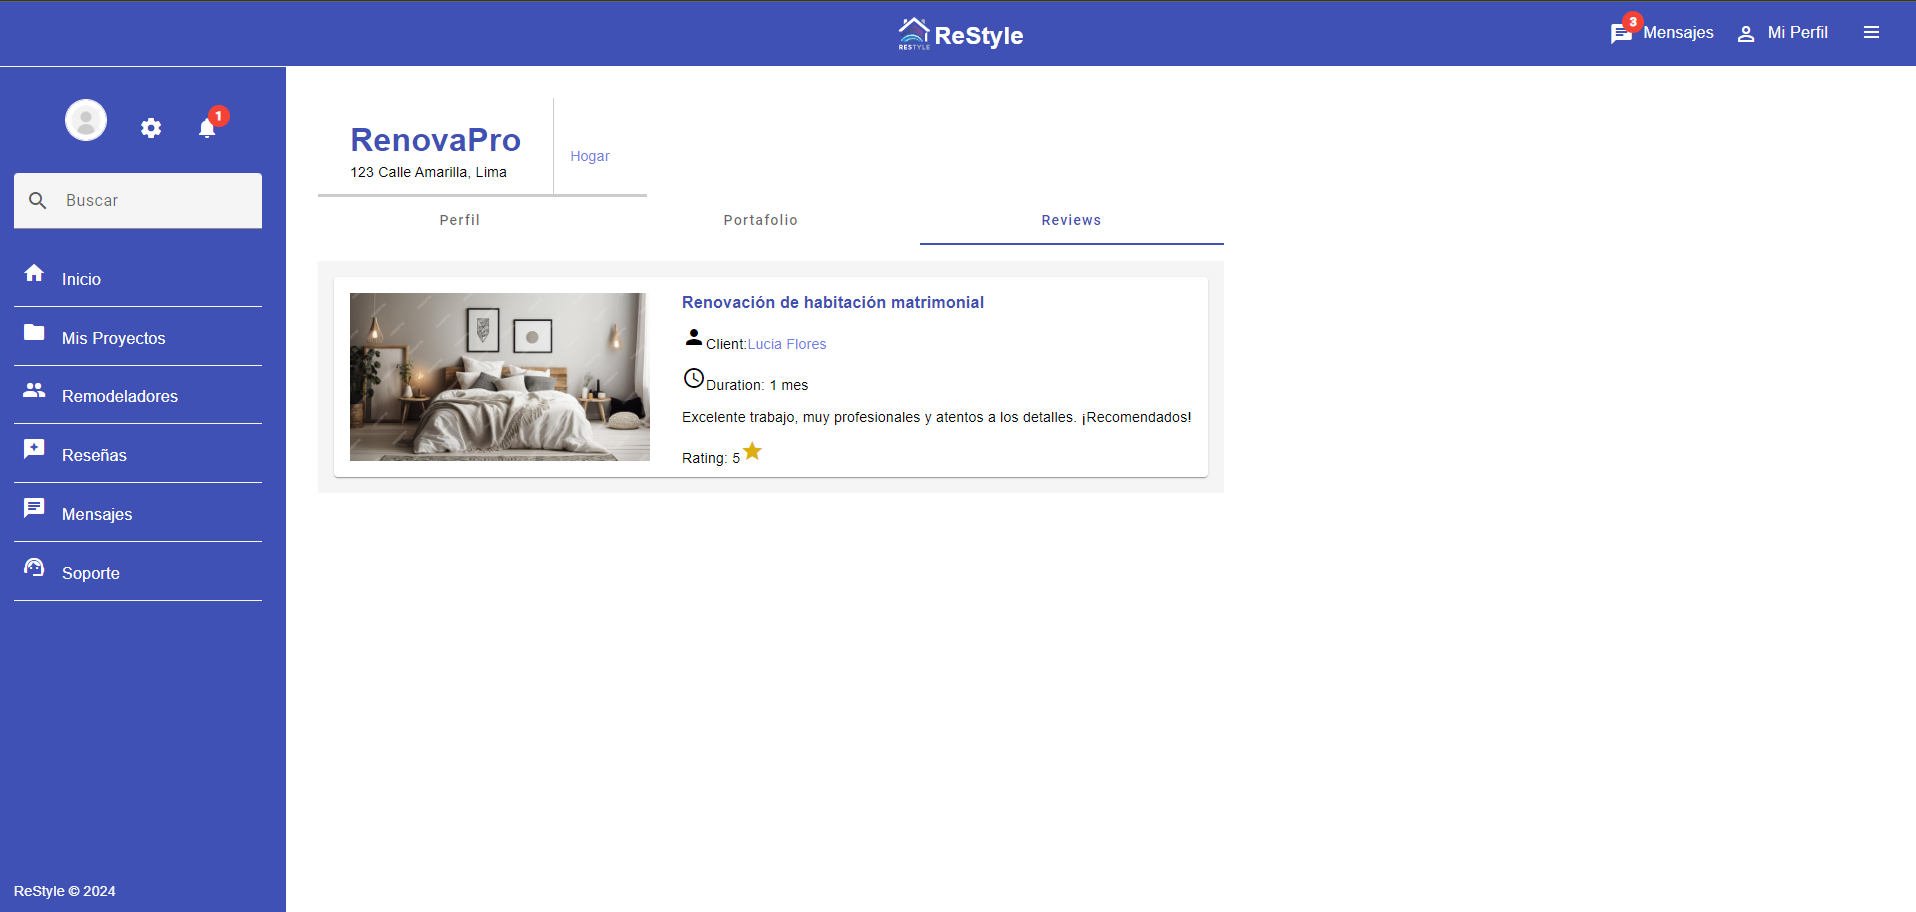 RESTYLE
ReStyle
3
Mensajes
Mi Perfil
1
Buscar
Inicio
Mis Proyectos
Remodeladores
Reseñas
Mensajes
Soporte
ReStyle © 2024
RenovaPro
123 Calle Amarilla, Lima
Hogar
Perfil
Portafolio
Reviews
Renovación de habitación matrimonial
Client:Lucia Flores
Duration: 1 mes
Excelente trabajo, muy profesionales y atentos a los detalles. ¡Recomendados!
Rating: 5